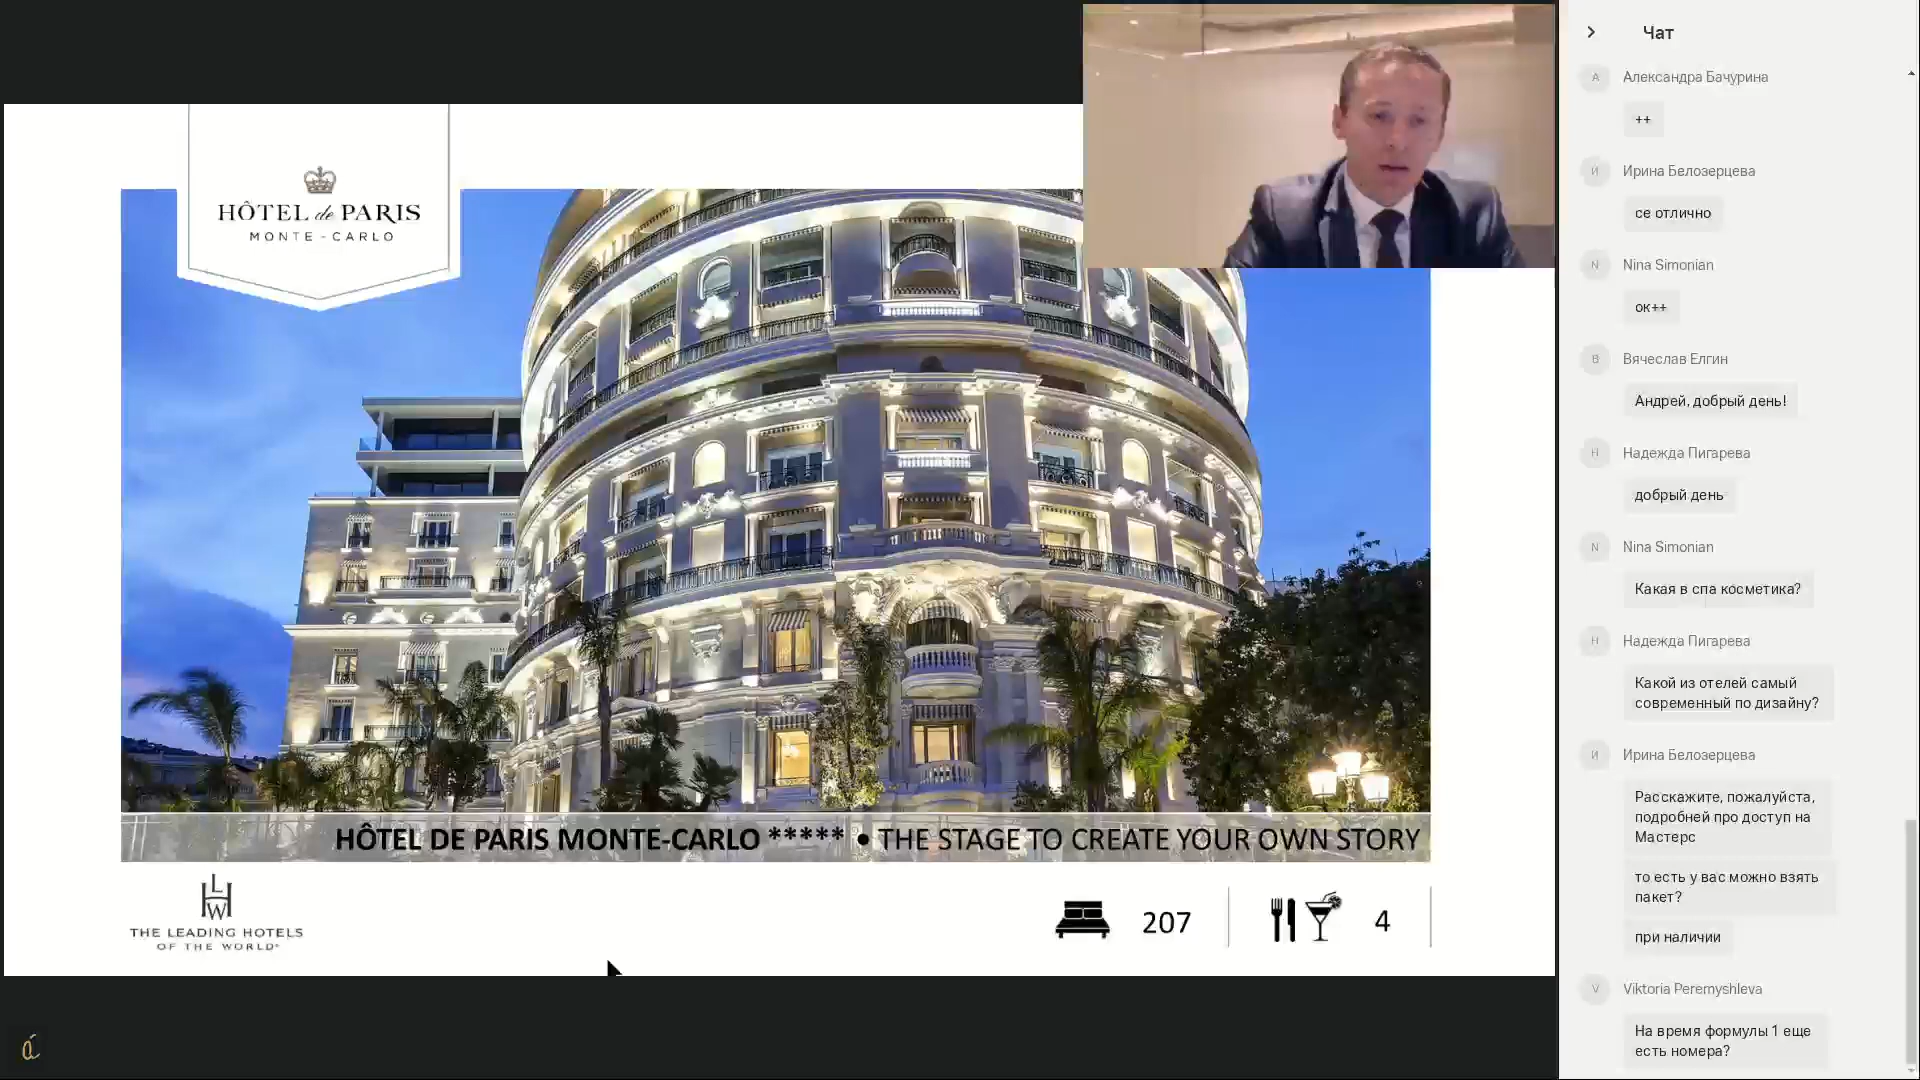 HÔTEL de PARIS
MONTE-CARLO
HÔTEL DE PARIS MONTE-CARLO ***** • THE STAGE TO CREATE YOUR OWN STORY
LHW
THE LEADING HOTELS
OF THE WORLD®
207
4
á
Чат
А
Александра Бачурина
++
И
Ирина Белозерцева
се отлично
N
Nina Simonian
ок++
В
Вячеслав Елгин
Андрей, добрый день!
Н
Надежда Пигарева
добрый день
N
Nina Simonian
Какая в спа косметика?
Н
Надежда Пигарева
Какой из отелей самый
современный по дизайну?
И
Ирина Белозерцева
Расскажите, пожалуйста,
подробней про доступ на
Мастерс
то есть у вас можно взять
пакет?
при наличии
V
Viktoria Peremyshleva
На время формулы 1 еще
есть номера?